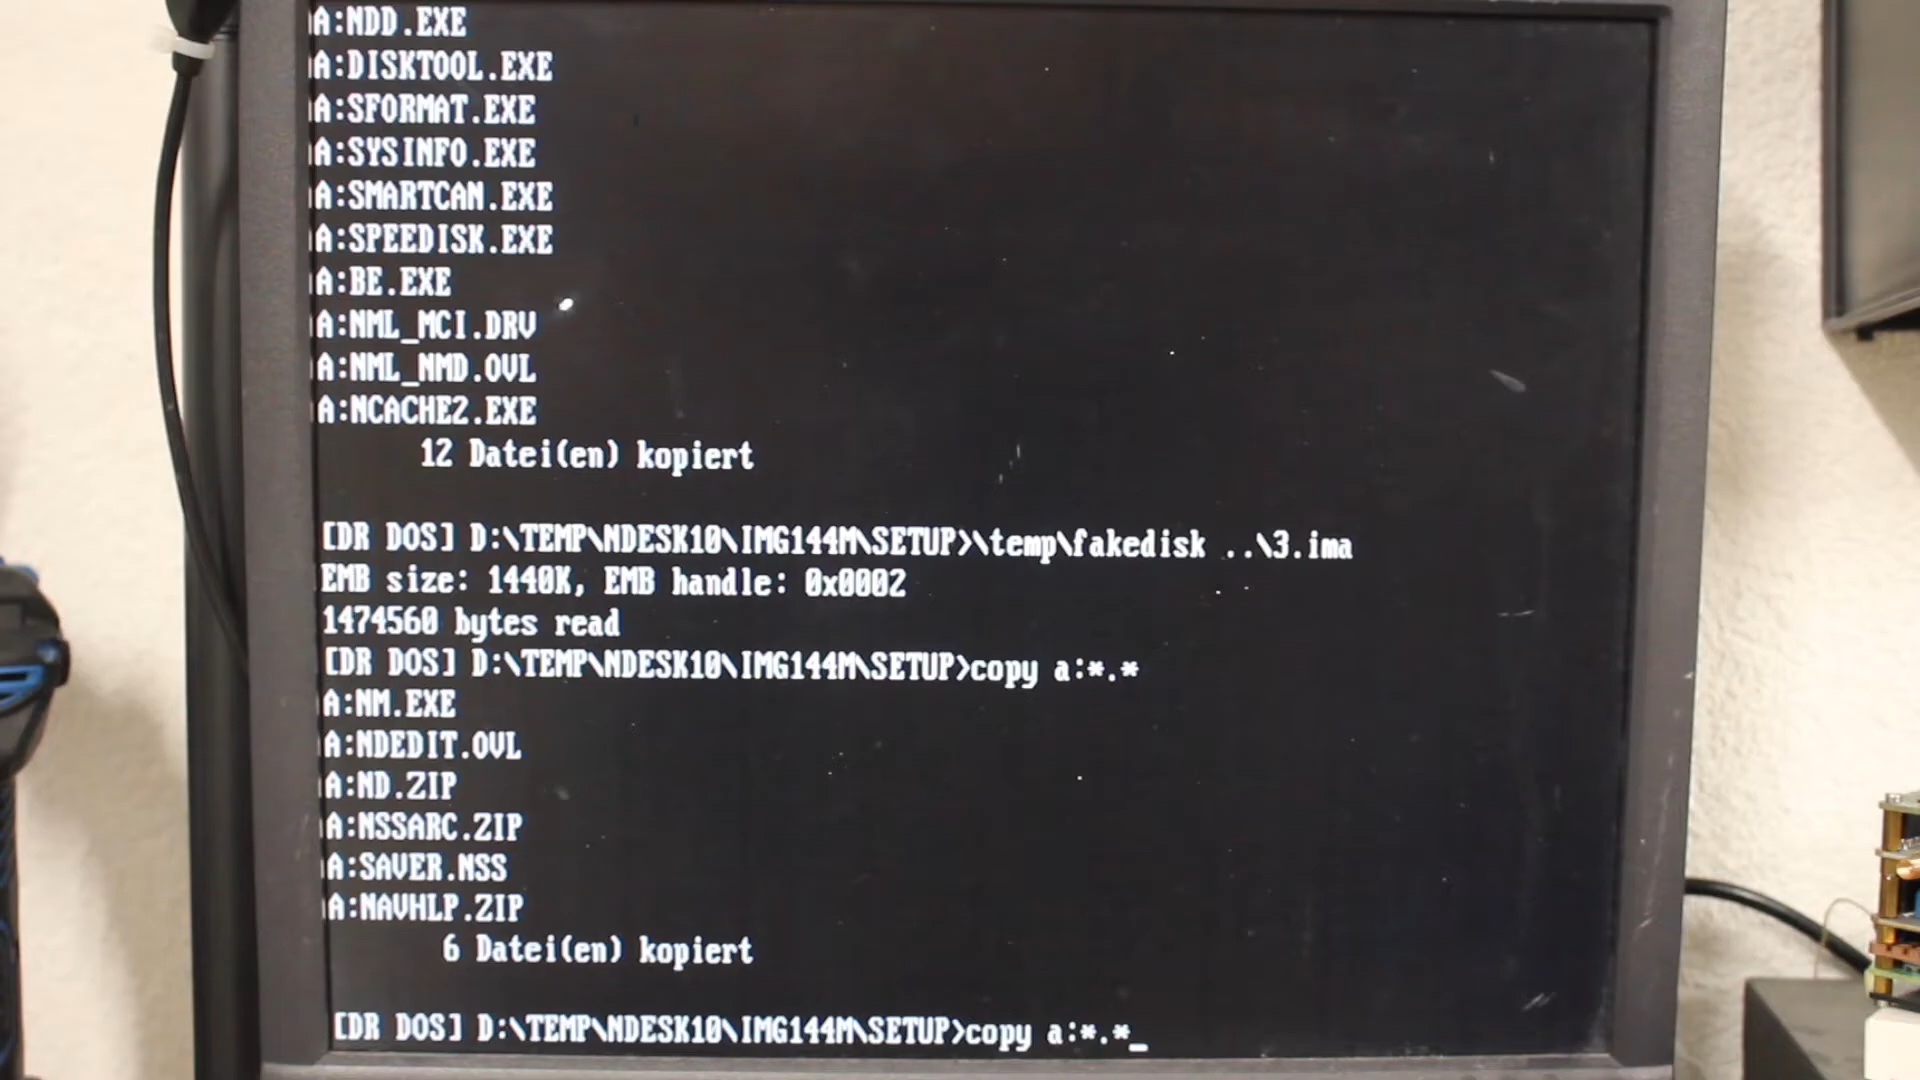 A:NDD.EXE
A:DISKTOOL.EXE
A:SFORMAT.EXE
A:SYSINFO.EXE
A:SMARTCAN.EXE
A:SPEEDISK.EXE
A:BE.EXE
A:NML_MCI.DRV
A:NML_NMD.OVL
A:NCACHE2.EXE
12 Datei(en) kopiert
[DR DOS] D:\TEMP\NDESK10\IMG144M\SETUP>\temp\fakedisk ..\3.ima
EMB size: 1440K, EMB handle: 0x0002
1474560 bytes read
[DR DOS] D:\TEMP\NDESK10\IMG144M\SETUP>copy a:*.*
A:NM.EXE
A:NDEDIT.OVL
A:ND.ZIP
A:NSSARC.ZIP
A:SAVER.NSS
A:NAVHLP.ZIP
6 Datei(en) kopiert
[DR DOS] D:\TEMP\NDESK10\IMG144M\SETUP>copy a:*.*_